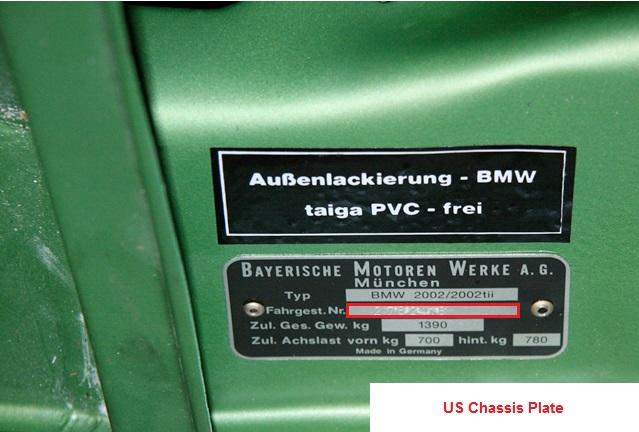 Außenlackierung - BMW
taiga PVC - frei
BAYERISCHE MOTOREN WERKE A.G.
München
Typ BMW 2002/2002tii
Fahrgest.Nr.
Zul. Ges. Gew. kg 1390
Zul. Achslast vorn kg 700 hint. kg 780
Made in Germany
US Chassis Plate